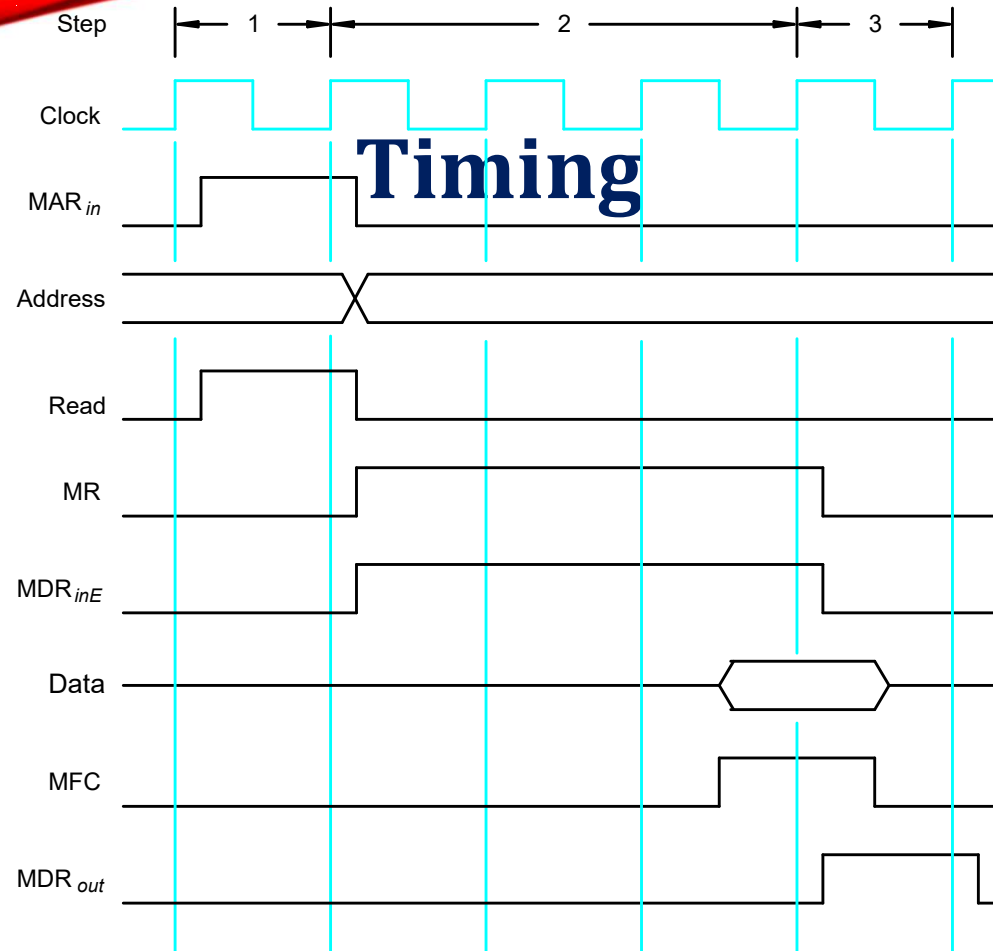 Step 1 2 3
Clock
Timing
MAR in
Address
Read
MR
MDR inE
Data
MFC
MDR out